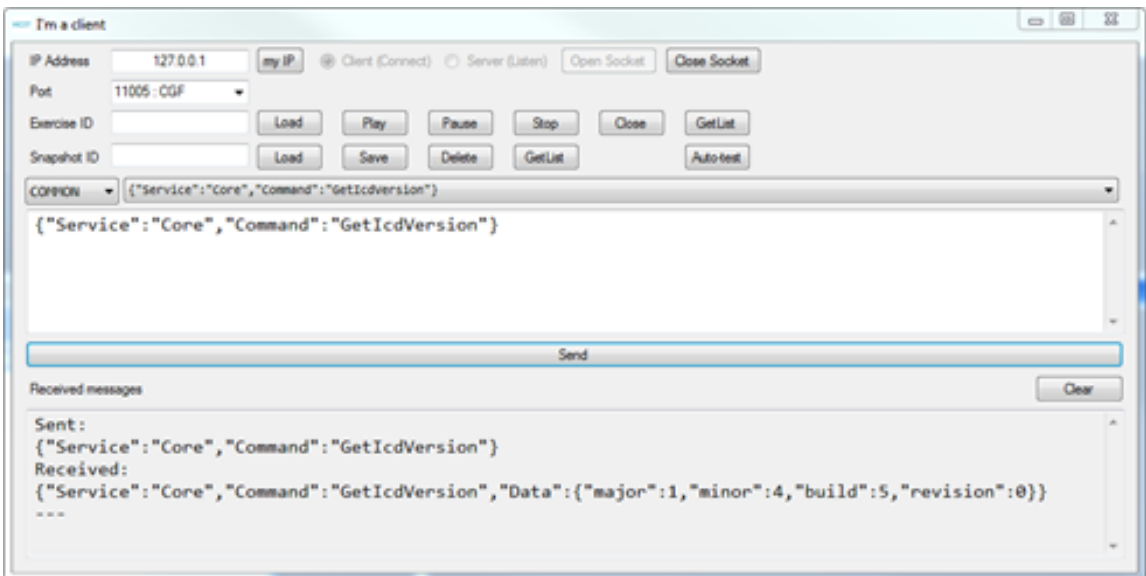 I'm a client
IP Address 127.0.0.1 my IP Client (Connect) Server (Listen) Open Socket Close Socket
Port 11005 : CGF
Exercise ID Load Play Pause Stop Close GetList
Snapshot ID Load Save Delete GetList Auto-test
COMMON {"Service":"Core","Command":"GetIcdVersion"}
{"Service":"Core","Command":"GetIcdVersion"}
Send
Received messages Clear
Sent:
{"Service":"Core","Command":"GetIcdVersion"}
Received:
{"Service":"Core","Command":"GetIcdVersion","Data":{"major":1,"minor":4,"build":5,"revision":0}}
---